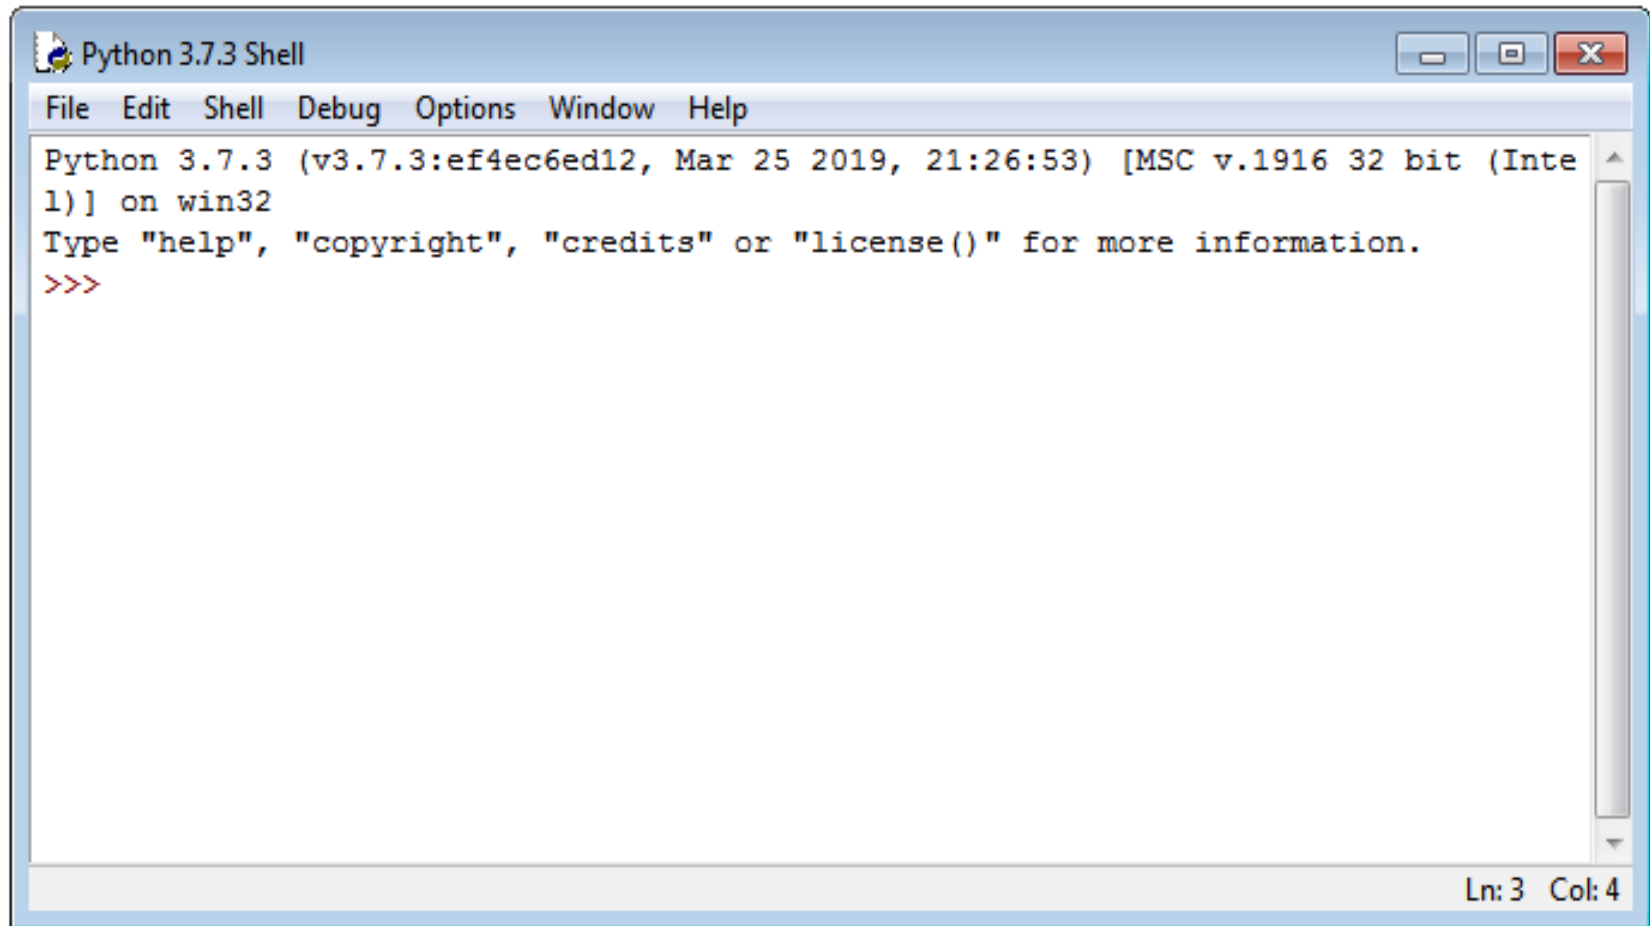 Python 3.7.3 Shell
File Edit Shell Debug Options Window Help
Python 3.7.3 (v3.7.3:ef4ec6ed12, Mar 25 2019, 21:26:53) [MSC v.1916 32 bit (Inte
l)] on win32
Type "help", "copyright", "credits" or "license()" for more information.
>>>
Ln: 3 Col: 4